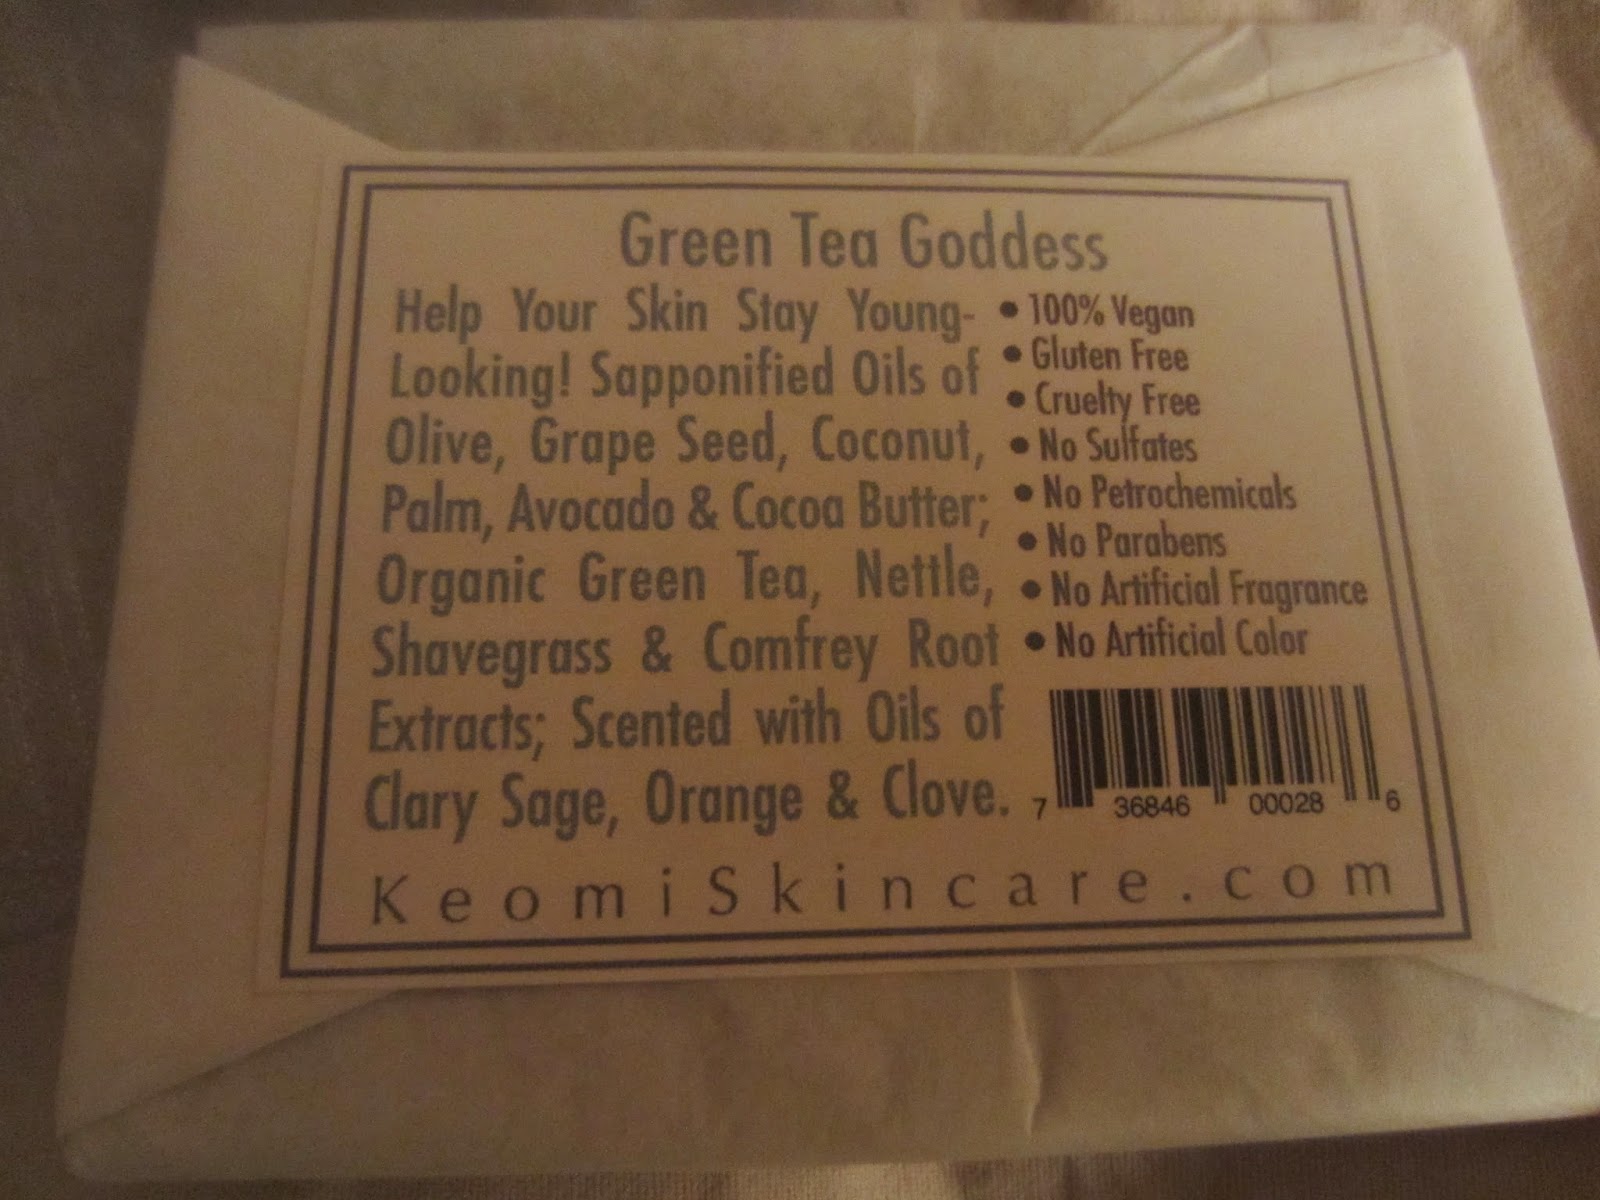 Green Tea Goddess
Help Your Skin Stay Young-
Looking! Sapponified Oils of
Olive, Grape Seed, Coconut,
Palm, Avocado & Cocoa Butter;
Organic Green Tea, Nettle,
Shavegrass & Comfrey Root
Extracts; Scented with Oils of
Clary Sage, Orange & Clove.
• 100% Vegan
• Gluten Free
• Cruelty Free
• No Sulfates
• No Petrochemicals
• No Parabens
• No Artificial Fragrance
• No Artificial Color
7 36846 00028 6
KeomiSkincare.com